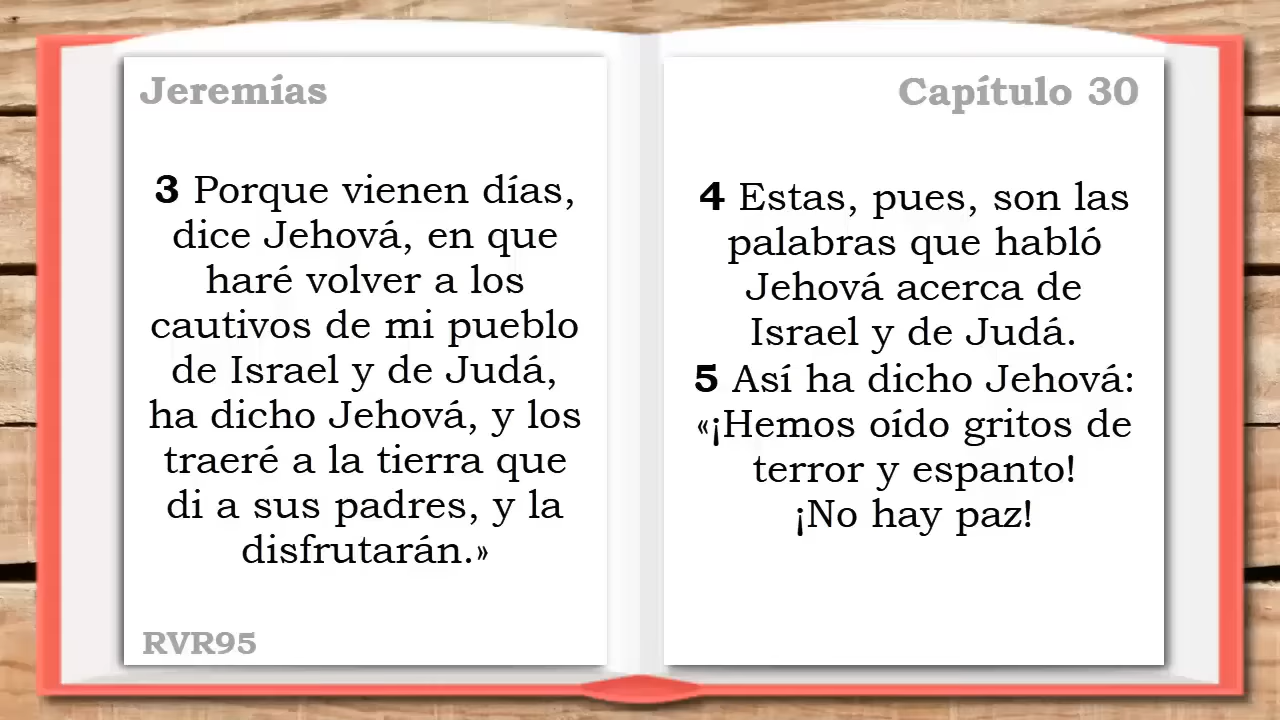 Jeremías
3 Porque vienen días,
dice Jehová, en que
haré volver a los
cautivos de mi pueblo
de Israel y de Judá,
ha dicho Jehová, y los
traeré a la tierra que
di a sus padres, y la
disfrutarán.»
RVR95
Capítulo 30
4 Estas, pues, son las
palabras que habló
Jehová acerca de
Israel y de Judá.
5 Así ha dicho Jehová:
«¡Hemos oído gritos de
terror y espanto!
¡No hay paz!